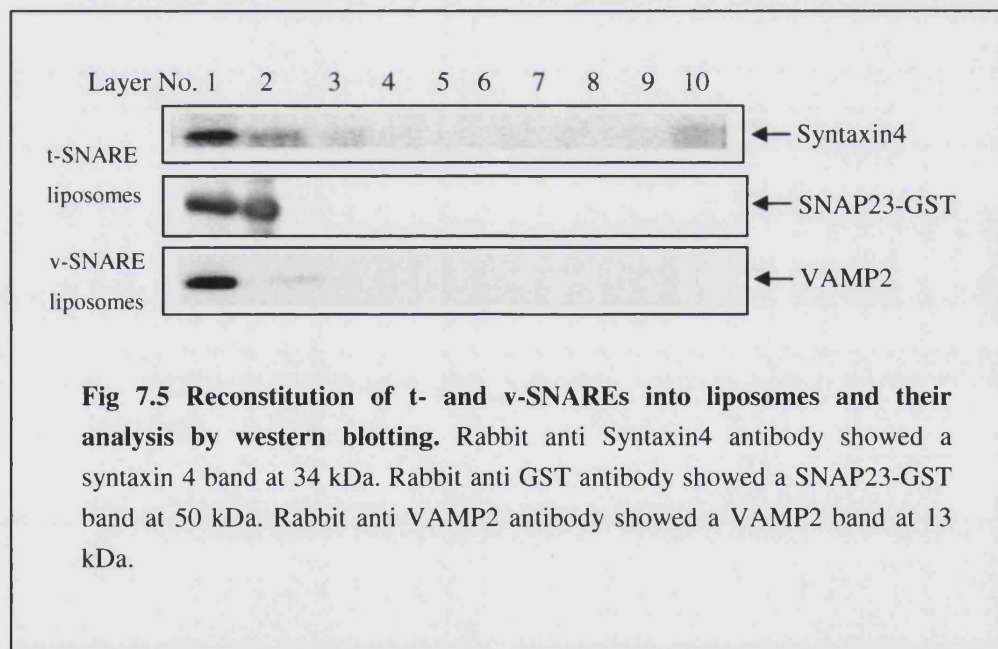 Layer No. 1 2 3 4 5 6 7 8 9 10
t-SNARE
liposomes
v-SNARE
liposomes
Syntaxin4
SNAP23-GST
VAMP2
Fig 7.5 Reconstitution of t- and v-SNAREs into liposomes and their
analysis by western blotting. Rabbit anti Syntaxin4 antibody showed a
syntaxin 4 band at 34 kDa. Rabbit anti GST antibody showed a SNAP23-GST
band at 50 kDa. Rabbit anti VAMP2 antibody showed a VAMP2 band at 13
kDa.